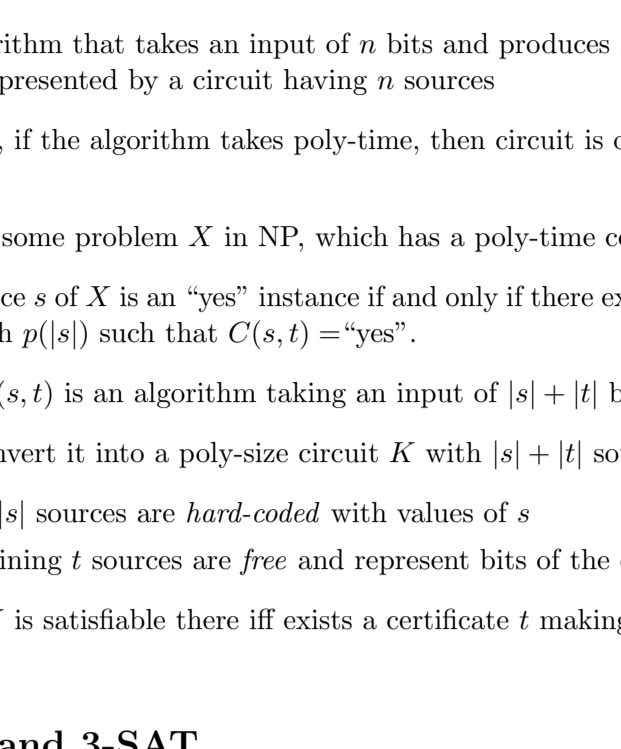 rithm that takes an input of n bits and produces
presented by a circuit having n sources
, if the algorithm takes poly-time, then circuit is
some problem X in NP, which has a poly-time
ce s of X is an “yes” instance if and only if there ex
h p(|s|) such that C(s, t) =“yes”.
(s, t) is an algorithm taking an input of |s| + |t| b
nvert it into a poly-size circuit K with |s| + |t| so
|s| sources are hard-coded with values of s
ining t sources are free and represent bits of the
is satisfiable there iff exists a certificate t making
and 3-SAT